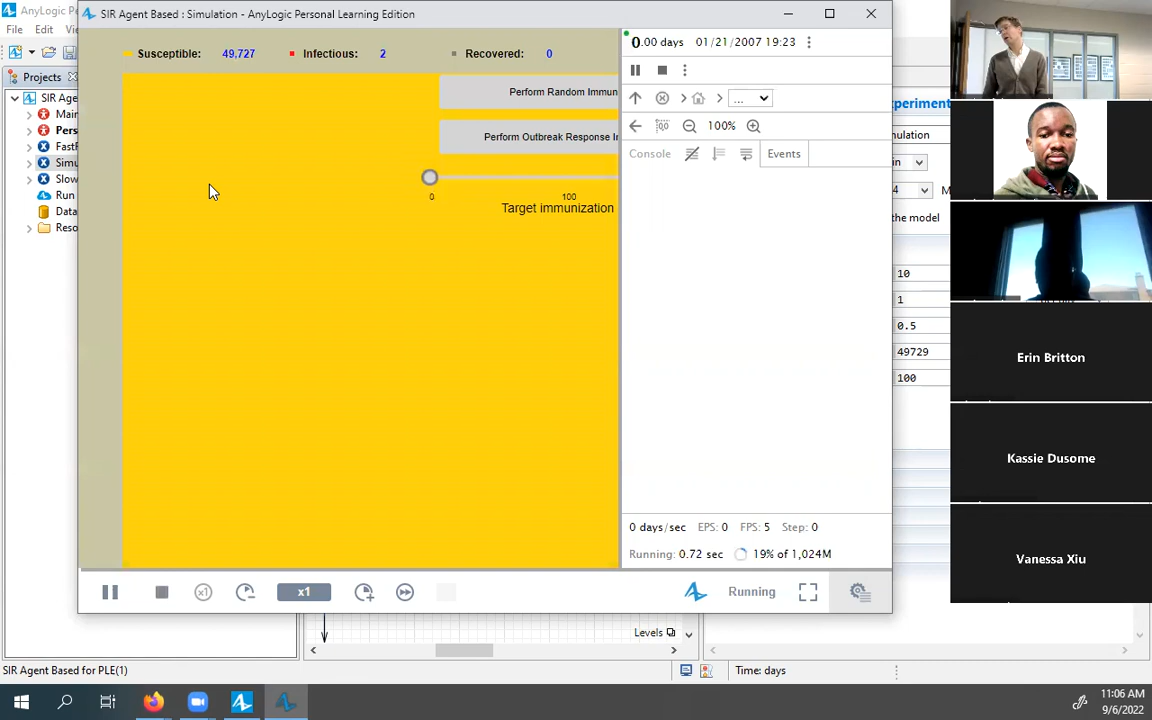 AnyLogic Pe
SIR Agent Based : Simulation - AnyLogic Personal Learning Edition
File
Edit
Projects
SIR Age
Main
Pers
FastF
Simu
Slow
Run
Data
Reso
Susceptible: 49,727
Infectious: 2
Recovered: 0
Perform Random Immun
Perform Outbreak Response I
0
100
Target immunization
0.00 days 01/21/2007 19:23
...
100%
Console
Events
0 days/sec EPS: 0 FPS: 5 Step: 0
Running: 0.72 sec 19% of 1,024M
x1
x1
Running
xperiment
mulation
in
4
M
the model
10
1
0.5
49729
100
Levels
SIR Agent Based for PLE(1)
Time: days
Erin Britton
Kassie Dusome
Vanessa Xiu
11:06 AM
9/6/2022